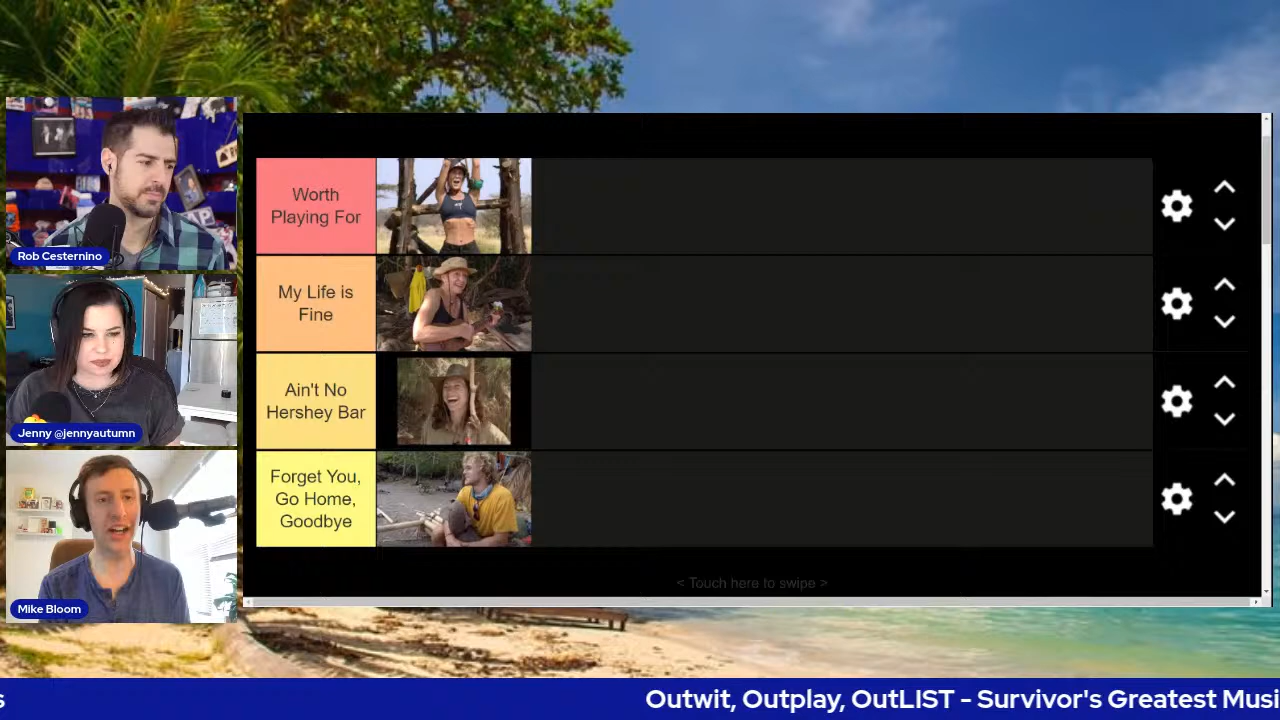 Rob Cesternino
Jenny @jennyautumn
Mike Bloom
Worth
Playing For
My Life is
Fine
Ain't No
Hershey Bar
Forget You,
Go Home,
Goodbye
< Touch here to swipe >
s
Outwit, Outplay, OutLIST - Survivor's Greatest Musi